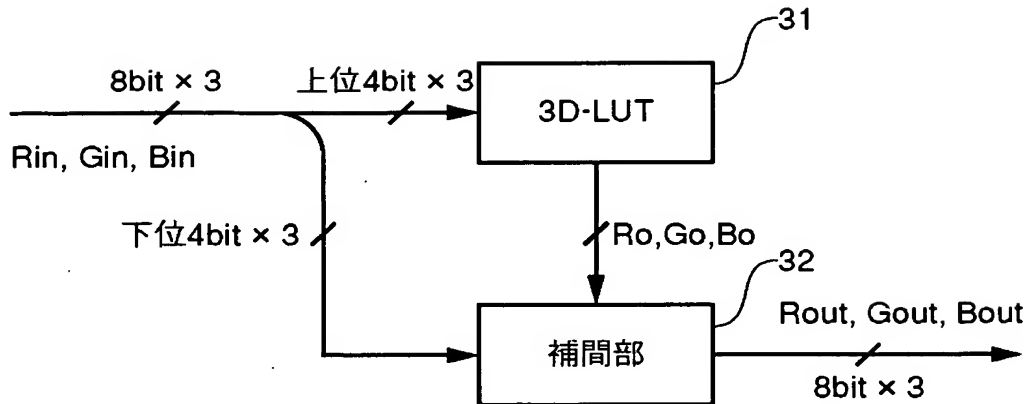 31
8bit × 3
上位4bit × 3
3D-LUT
Rin, Gin, Bin
下位4bit × 3
Ro,Go,Bo
32
Rout, Gout, Bout
補間部
8bit × 3